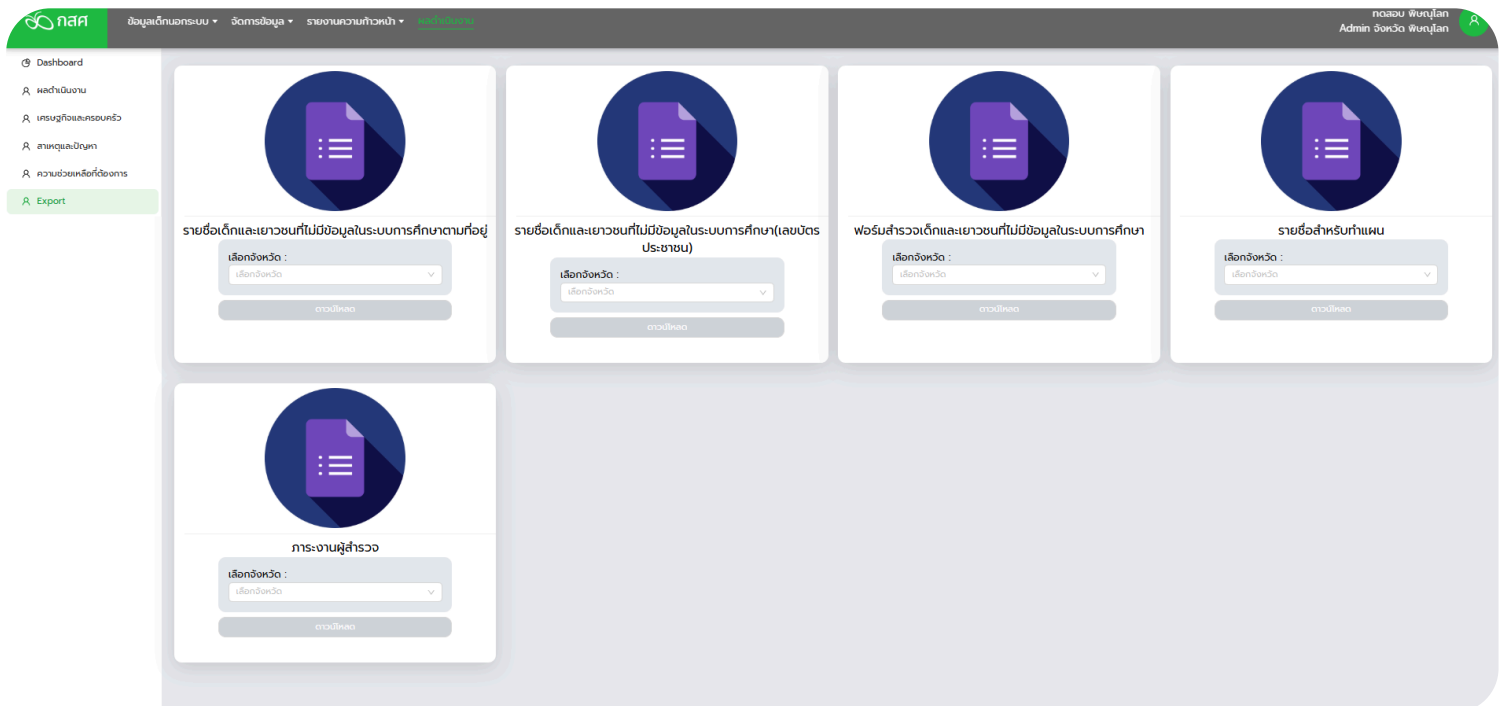 กสศ
ข้อมูลเด็กนอกระบบ จัดการข้อมูล รายงานความก้าวหน้า ผลดำเนินงาน
ทดสอบ พิษณุโลก
Admin จังหวัด พิษณุโลก
Dashboard
ผลดำเนินงาน
เศรษฐกิจและครอบครัว
สาเหตุและปัญหา
ความช่วยเหลือที่ต้องการ
Export
รายชื่อเด็กและเยาวชนที่ไม่มีข้อมูลในระบบการศึกษาตามที่อยู่
เลือกจังหวัด :
เลือกจังหวัด
ดาวน์โหลด
รายชื่อเด็กและเยาวชนที่ไม่มีข้อมูลในระบบการศึกษา(เลขบัตร
ประชาชน)
เลือกจังหวัด :
เลือกจังหวัด
ดาวน์โหลด
ฟอร์มสำรวจเด็กและเยาวชนที่ไม่มีข้อมูลในระบบการศึกษา
เลือกจังหวัด :
เลือกจังหวัด
ดาวน์โหลด
รายชื่อสำหรับทำแผน
เลือกจังหวัด :
เลือกจังหวัด
ดาวน์โหลด
ภาระงานผู้สำรวจ
เลือกจังหวัด :
เลือกจังหวัด
ดาวน์โหลด